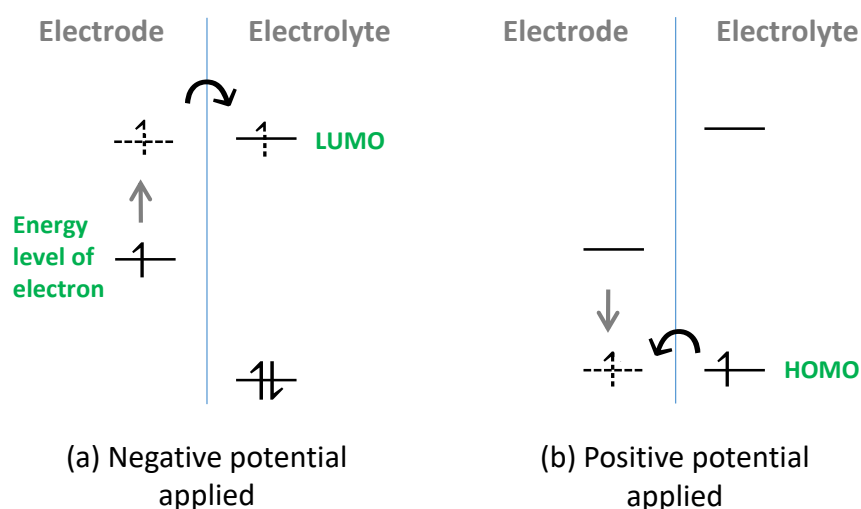 Electrode Electrolyte
LUMO
Energy
level of
electron
(a) Negative potential
applied
Electrode Electrolyte
HOMO
(b) Positive potential
applied